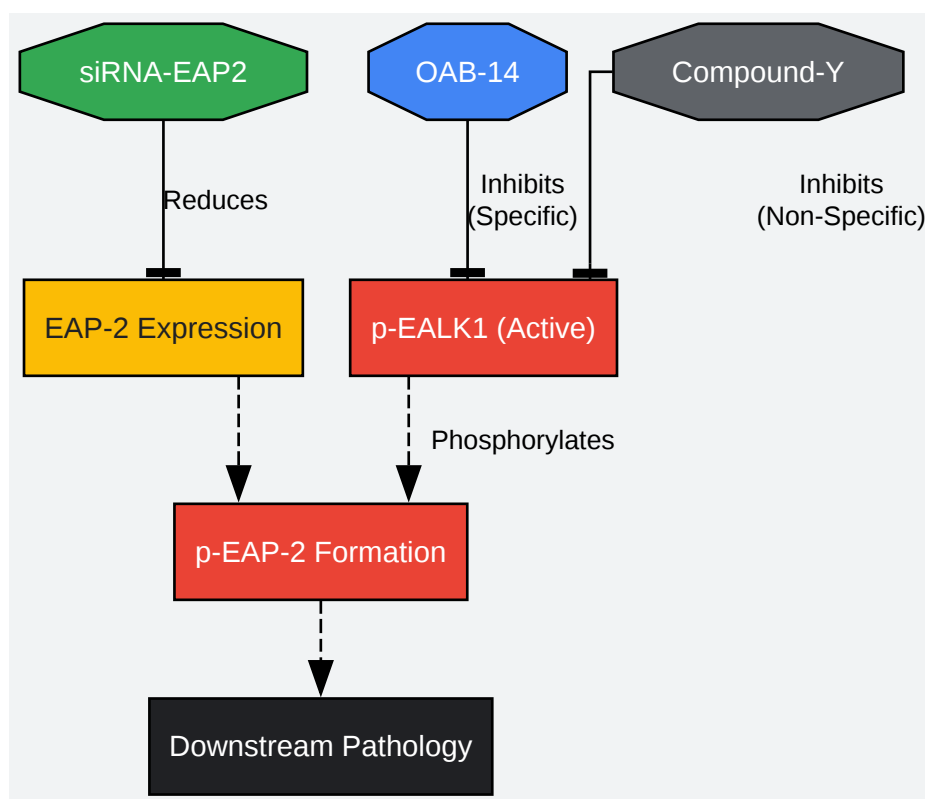 siRNA-EAP2
OAB-14
Compound-Y
Reduces
Inhibits
(Specific)
Inhibits
(Non-Specific)
EAP-2 Expression
p-EALK1 (Active)
Phosphorylates
p-EAP-2 Formation
Downstream Pathology